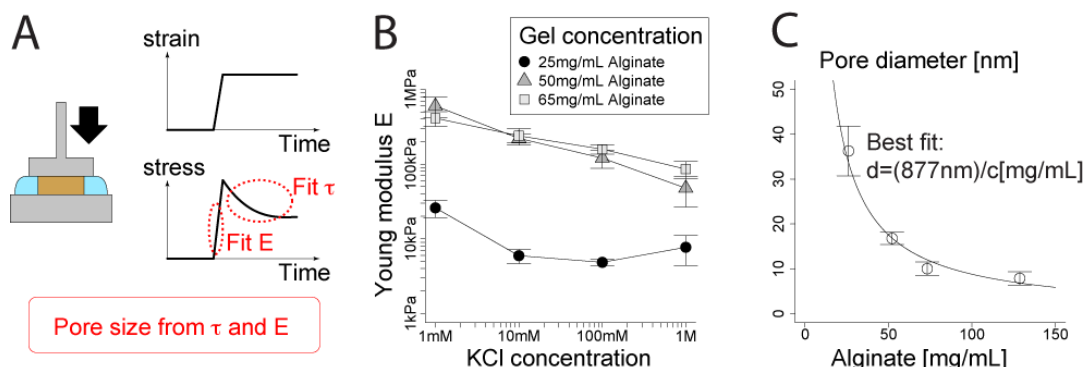 A
strain
Time
stress
Fit τ
Fit E
Time
Pore size from τ and E
B
Gel concentration
25mg/mL Alginate
50mg/mL Alginate
65mg/mL Alginate
Young modulus E
1MPa
100kPa
10kPa
1kPa
1mM
10mM
100mM
1M
KCl concentration
C
Pore diameter [nm]
50
40
30
20
10
0
Best fit:
d=(877nm)/c[mg/mL]
0
50
100
150
Alginate [mg/mL]